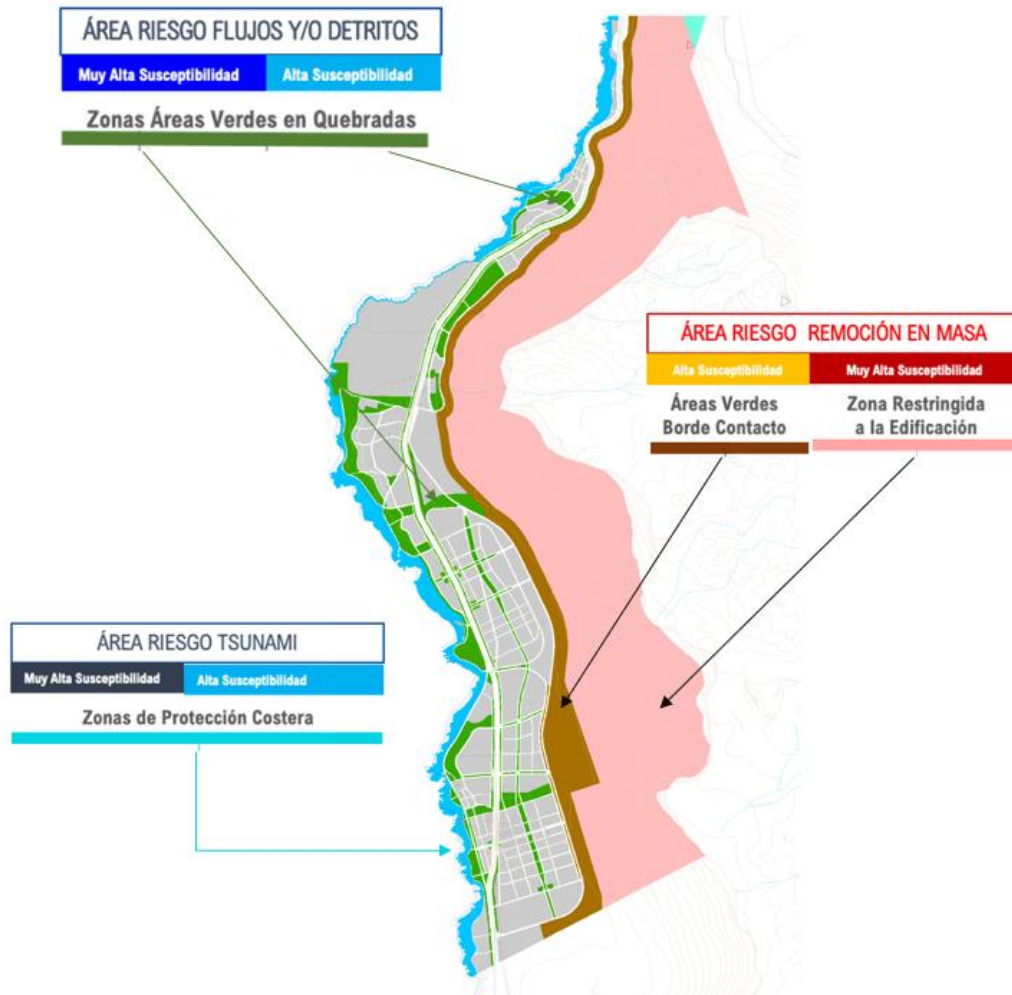 ÁREA RIESGO FLUJOS Y/O DETRITOS
Muy Alta Susceptibilidad Alta Susceptibilidad
Zonas Áreas Verdes en Quebradas
ÁREA RIESGO REMOCIÓN EN MASA
Alta Susceptibilidad Muy Alta Susceptibilidad
Áreas Verdes Zona Restringida
Borde Contacto a la Edificación
ÁREA RIESGO TSUNAMI
Muy Alta Susceptibilidad Alta Susceptibilidad
Zonas de Protección Costera